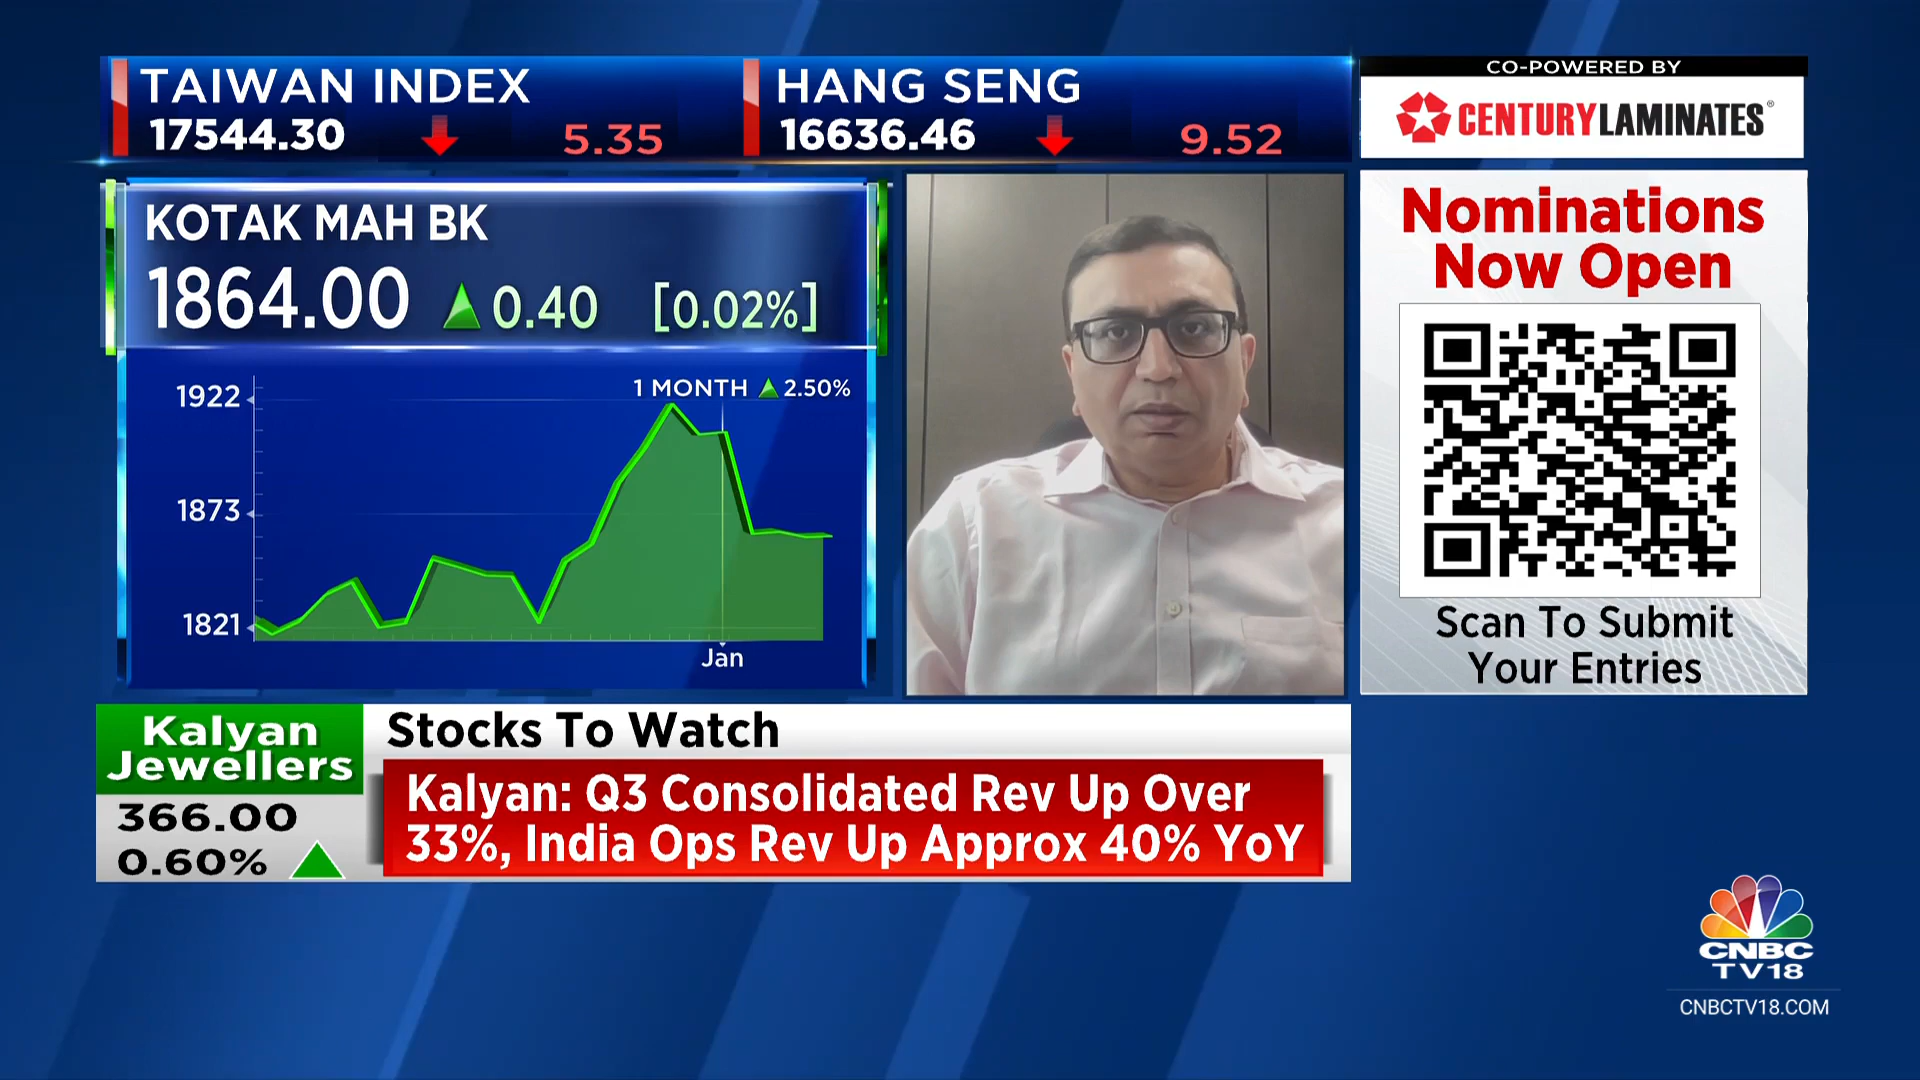 TAIWAN INDEX
17544.30 5.35
HANG SENG
16636.46 9.52
CO-POWERED BY
CENTURYLAMINATES®
KOTAK MAH BK
1864.00 0.40 [0.02%]
1 MONTH 2.50%
1922
1873
1821
Jan
Nominations
Now Open
Scan To Submit
Your Entries
Kalyan
Jewellers
366.00
0.60%
Stocks To Watch
Kalyan: Q3 Consolidated Rev Up Over
33%, India Ops Rev Up Approx 40% YoY
CNBC
TV18
CNBCTV18.COM